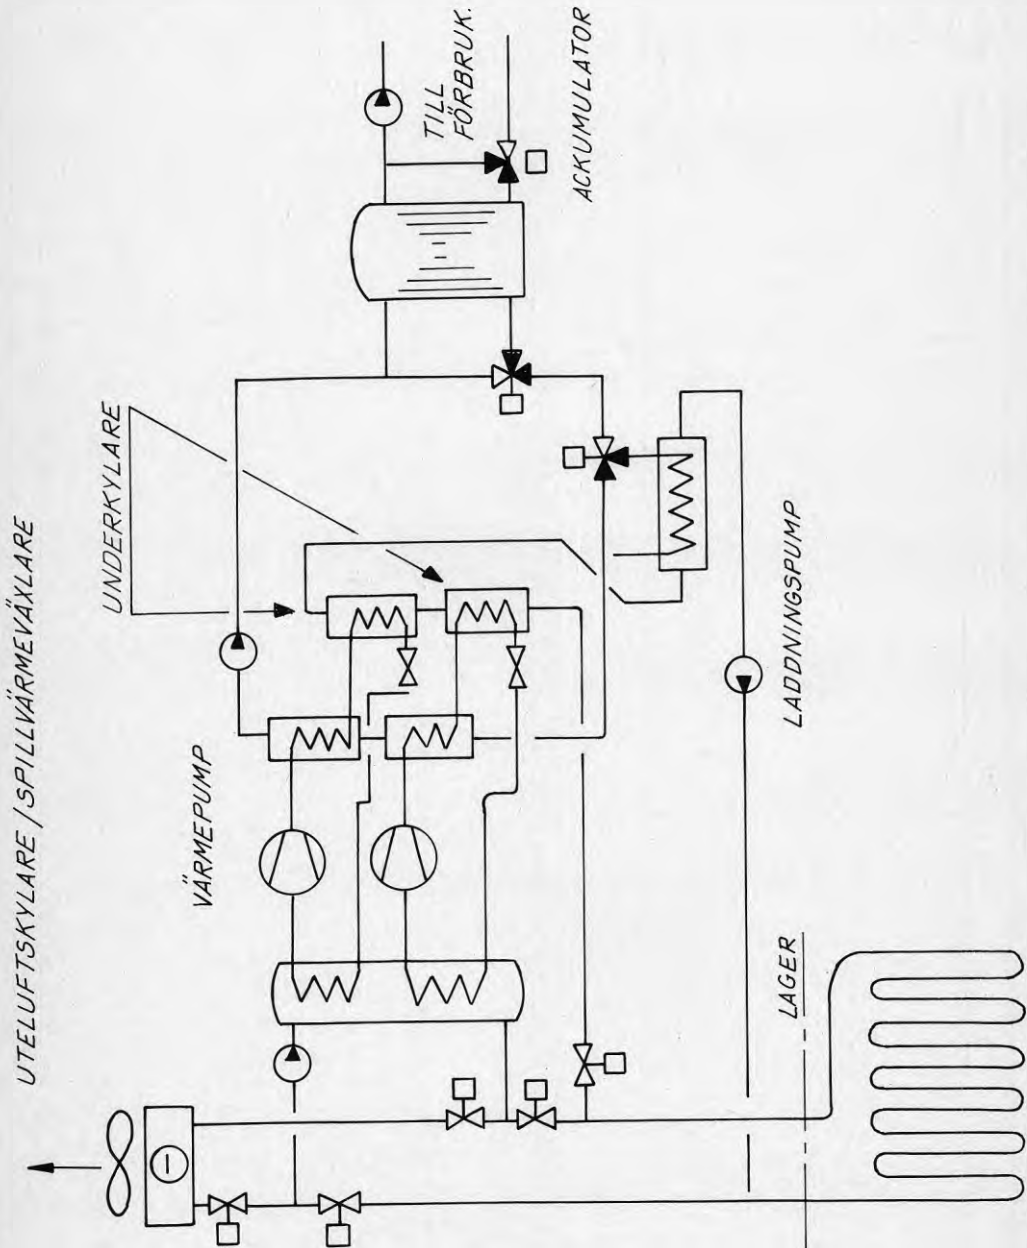 UTELUFTSKYLARE / SPILLVÄRMEVÄXLARE
UNDERKYLARE
VÄRMEPUMP
TILL
FÖRBRUK.
ACKUMULATOR
LADDNINGSPUMP
LAGER